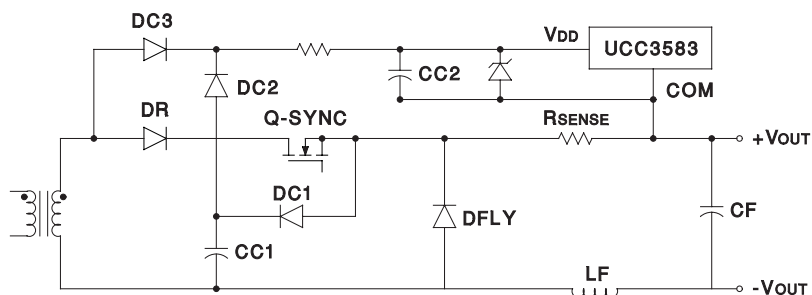 DC3
VDD
UCC3583
DC2
CC2
COM
DR
Q-SYNC
RSENSE
+VOUT
DC1
DFLY
CF
CC1
LF
-VOUT